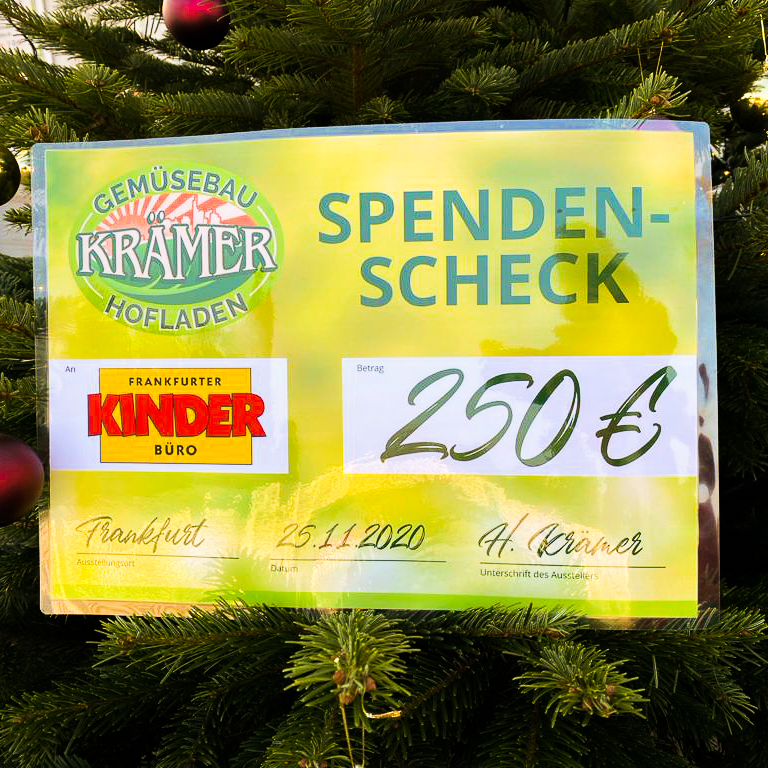 GEMÜSEBAU
KRÄMER
HOFLADEN
SPENDEN-
SCHECK
An
FRANKFURTER
KINDER
BÜRO
Betrag
250 €
Frankfurt
Ausstellungsort
25.11.2020
Datum
H. Krämer
Unterschrift des Ausstellers